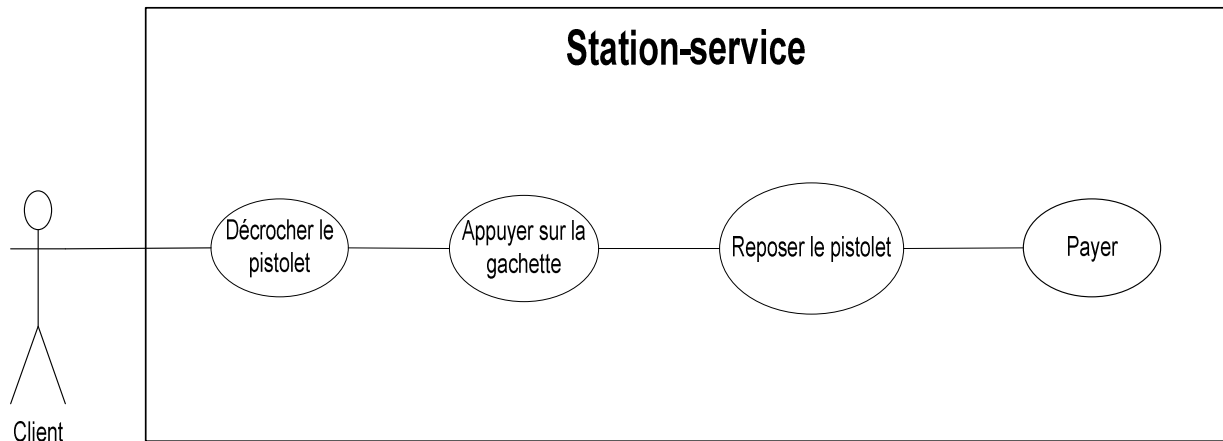 Station-service
Décrocher le
pistolet
Appuyer sur la
gachette
Reposer le pistolet
Payer
Client